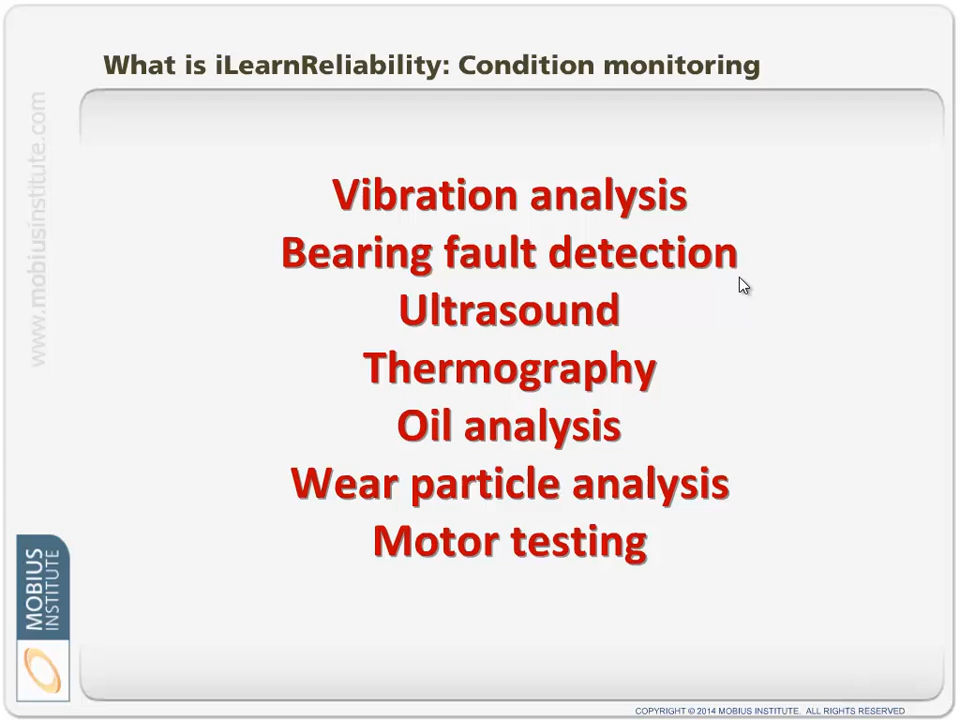 What is iLearnReliability: Condition monitoring
www.mobiusinstitute.com
Vibration analysis
Bearing fault detection
Ultrasound
Thermography
Oil analysis
Wear particle analysis
Motor testing
MOBIUS
INSTITUTE
COPYRIGHT © 2014 MOBIUS INSTITUTE. ALL RIGHTS RESERVED